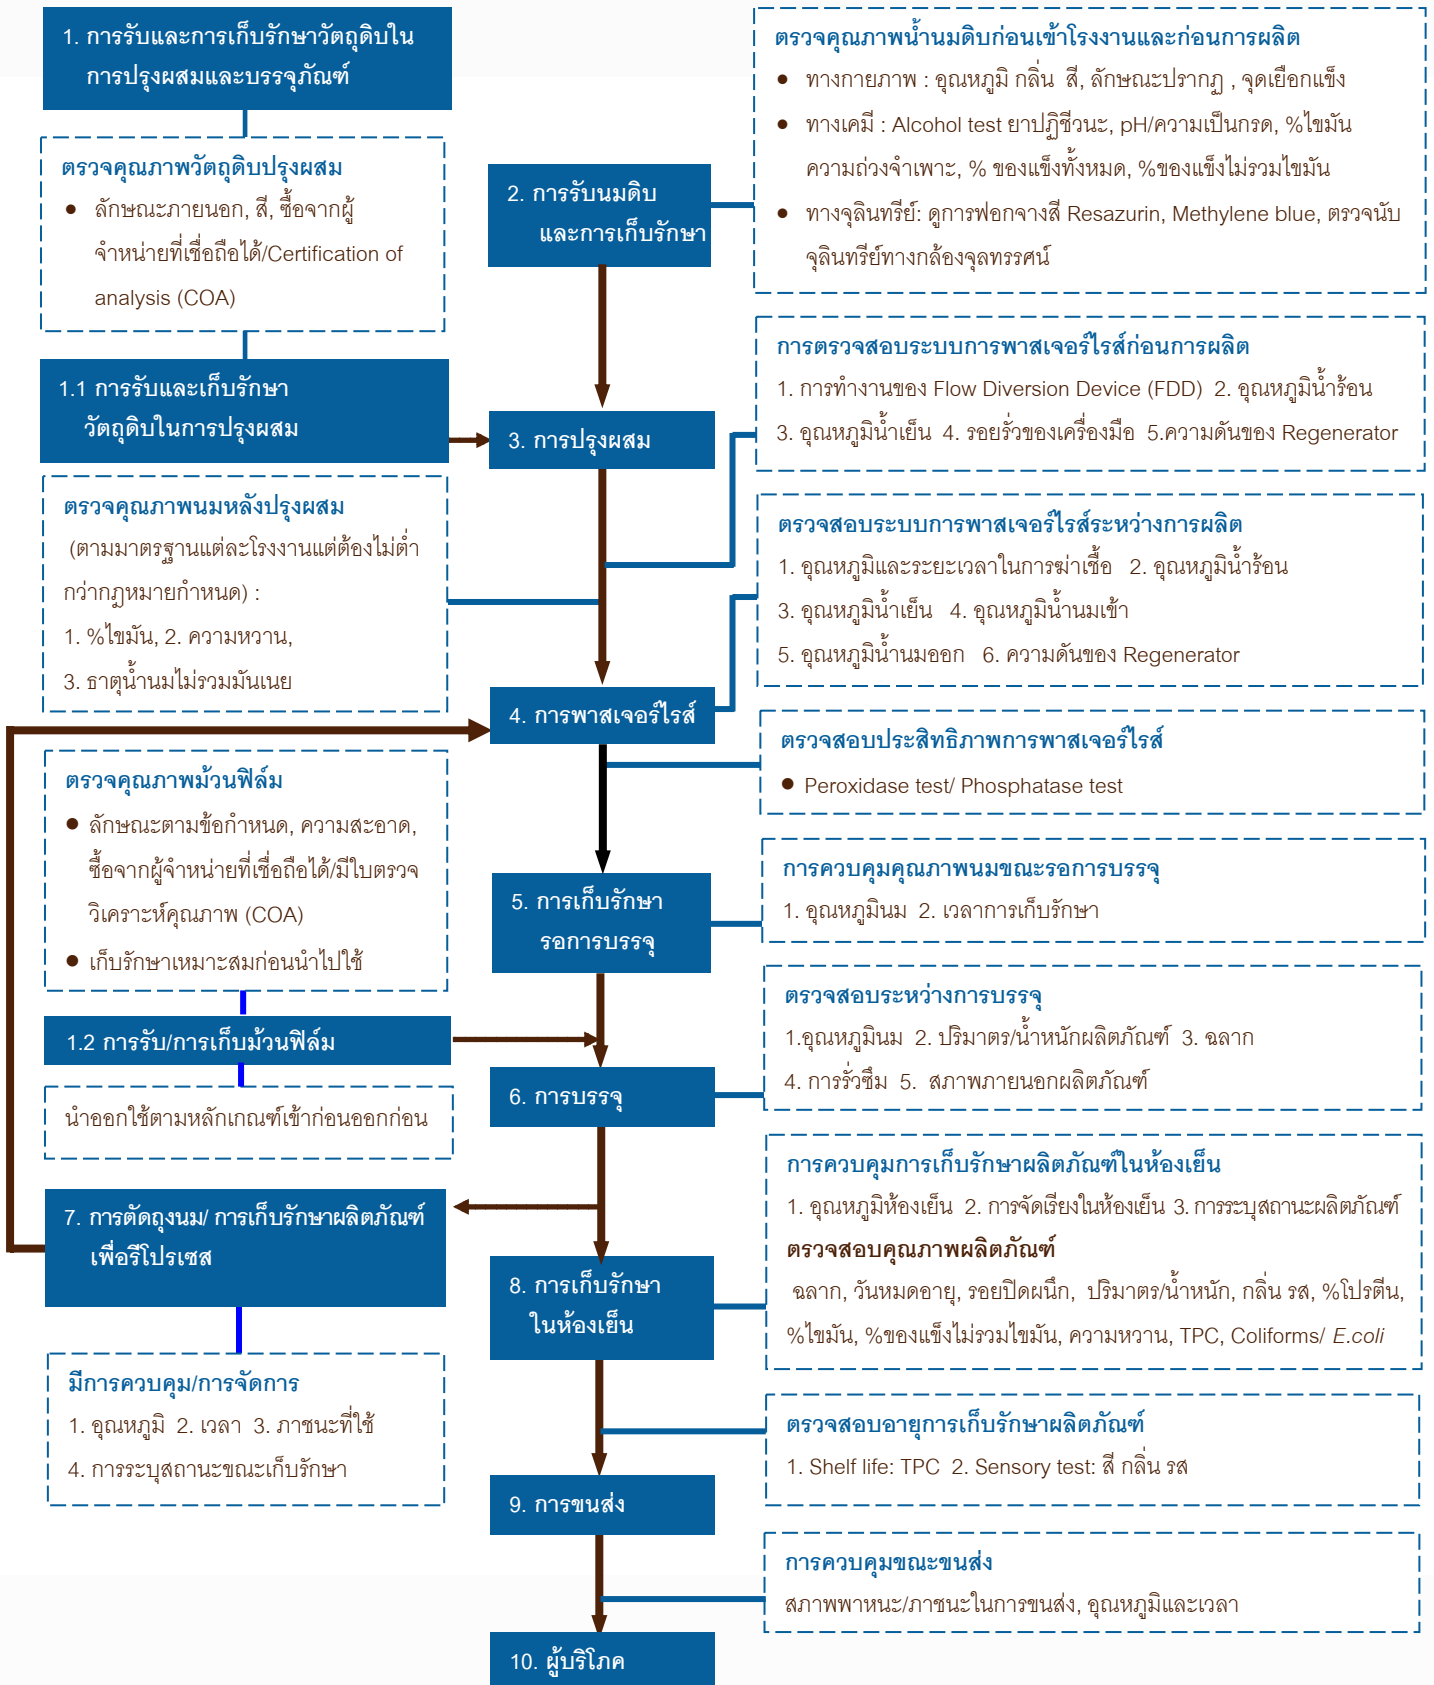 1. การรับและการเก็บรักษาวัตถุดิบใน
การปรุงผสมและบรรจุภัณฑ์
ตรวจคุณภาพวัตถุดิบปรุงผสม
● ลักษณะภายนอก, สี, ซื้อจากผู้
จำหน่ายที่เชื่อถือได้/Certification of
analysis (COA)
1.1 การรับและเก็บรักษา
วัตถุดิบในการปรุงผสม
2. การรับนมดิบ
และการเก็บรักษา
ตรวจคุณภาพน้ำนมดิบก่อนเข้าโรงงานและก่อนการผลิต
● ทางกายภาพ : อุณหภูมิ กลิ่น สี, ลักษณะปรากฏ , จุดเยือกแข็ง
● ทางเคมี : Alcohol test ยาปฏิชีวนะ, pH/ความเป็นกรด, %ไขมัน
ความถ่วงจำเพาะ, % ของแข็งทั้งหมด, %ของแข็งไม่รวมไขมัน
● ทางจุลินทรีย์: ดูการฟอกจางสี Resazurin, Methylene blue, ตรวจนับ
จุลินทรีย์ทางกล้องจุลทรรศน์
3. การปรุงผสม
การตรวจสอบระบบการพาสเจอร์ไรส์ก่อนการผลิต
1. การทำงานของ Flow Diversion Device (FDD) 2. อุณหภูมิน้ำร้อน
3. อุณหภูมิน้ำเย็น 4. รอยรั่วของเครื่องมือ 5.ความดันของ Regenerator
ตรวจคุณภาพนมหลังปรุงผสม
(ตามมาตรฐานแต่ละโรงงานแต่ต้องไม่ต่ำ
กว่ากฎหมายกำหนด) :
1. %ไขมัน, 2. ความหวาน,
3. ธาตุน้ำนมไม่รวมมันเนย
ตรวจสอบระบบการพาสเจอร์ไรส์ระหว่างการผลิต
1. อุณหภูมิและระยะเวลาในการฆ่าเชื้อ 2. อุณหภูมิน้ำร้อน
3. อุณหภูมิน้ำเย็น 4. อุณหภูมิน้ำนมเข้า
5. อุณหภูมิน้ำนมออก 6. ความดันของ Regenerator
4. การพาสเจอร์ไรส์
ตรวจสอบประสิทธิภาพการพาสเจอร์ไรส์
● Peroxidase test/ Phosphatase test
ตรวจคุณภาพม้วนฟิล์ม
● ลักษณะตามข้อกำหนด, ความสะอาด,
ซื้อจากผู้จำหน่ายที่เชื่อถือได้/มีใบตรวจ
วิเคราะห์คุณภาพ (COA)
● เก็บรักษาเหมาะสมก่อนนำไปใช้
5. การเก็บรักษา
รอการบรรจุ
การควบคุมคุณภาพนมขณะรอการบรรจุ
1. อุณหภูมินม 2. เวลาการเก็บรักษา
1.2 การรับ/การเก็บม้วนฟิล์ม
นำออกใช้ตามหลักเกณฑ์เข้าก่อนออกก่อน
6. การบรรจุ
ตรวจสอบระหว่างการบรรจุ
1.อุณหภูมินม 2. ปริมาตร/น้ำหนักผลิตภัณฑ์ 3. ฉลาก
4. การรั่วซึม 5. สภาพภายนอกผลิตภัณฑ์
7. การตัดถุงนม/ การเก็บรักษาผลิตภัณฑ์
เพื่อรีโปรเซส
มีการควบคุม/การจัดการ
1. อุณหภูมิ 2. เวลา 3. ภาชนะที่ใช้
4. การระบุสถานะขณะเก็บรักษา
8. การเก็บรักษา
ในห้องเย็น
การควบคุมการเก็บรักษาผลิตภัณฑ์ในห้องเย็น
1. อุณหภูมิห้องเย็น 2. การจัดเรียงในห้องเย็น 3. การระบุสถานะผลิตภัณฑ์
ตรวจสอบคุณภาพผลิตภัณฑ์
ฉลาก, วันหมดอายุ, รอยปิดผนึก, ปริมาตร/น้ำหนัก, กลิ่น รส, %โปรตีน,
%ไขมัน, %ของแข็งไม่รวมไขมัน, ความหวาน, TPC, Coliforms/ E.coli
ตรวจสอบอายุการเก็บรักษาผลิตภัณฑ์
1. Shelf life: TPC 2. Sensory test: สี กลิ่น รส
9. การขนส่ง
การควบคุมขณะขนส่ง
สภาพพาหนะ/ภาชนะในการขนส่ง, อุณหภูมิและเวลา
10. ผู้บริโภค